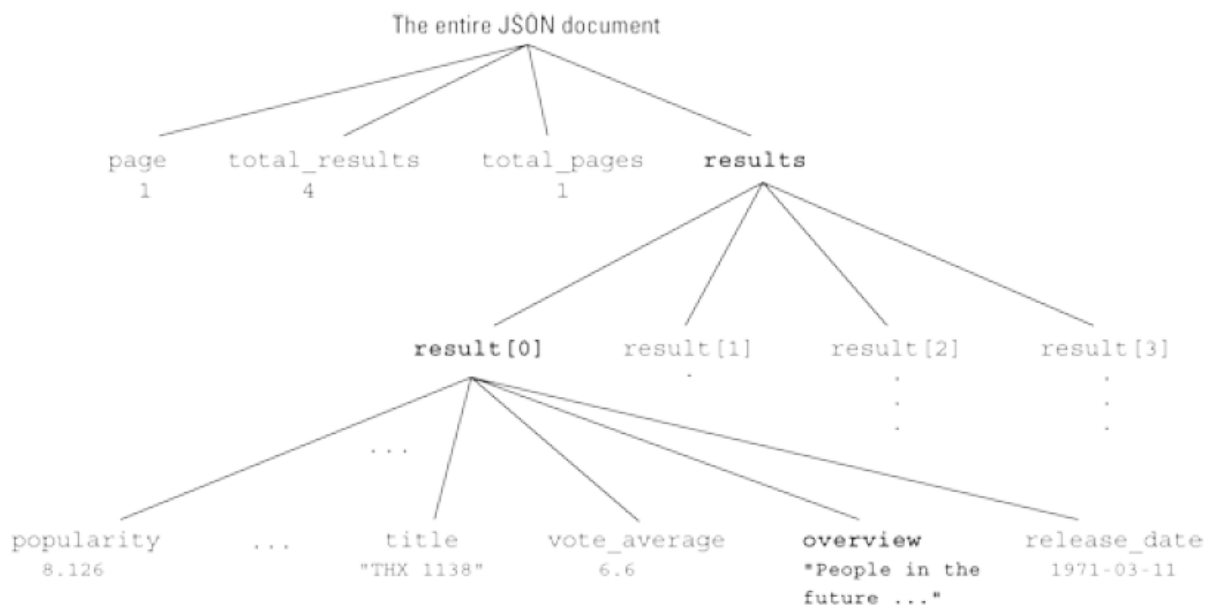 The entire JSON document
page total_results total_pages results
1 4 1
result[0] result[1] result[2] result[3]
...
popularity ... title vote_average overview release_date
8.126 "THX 1138" 6.6 "People in the 1971-03-11
future ..."